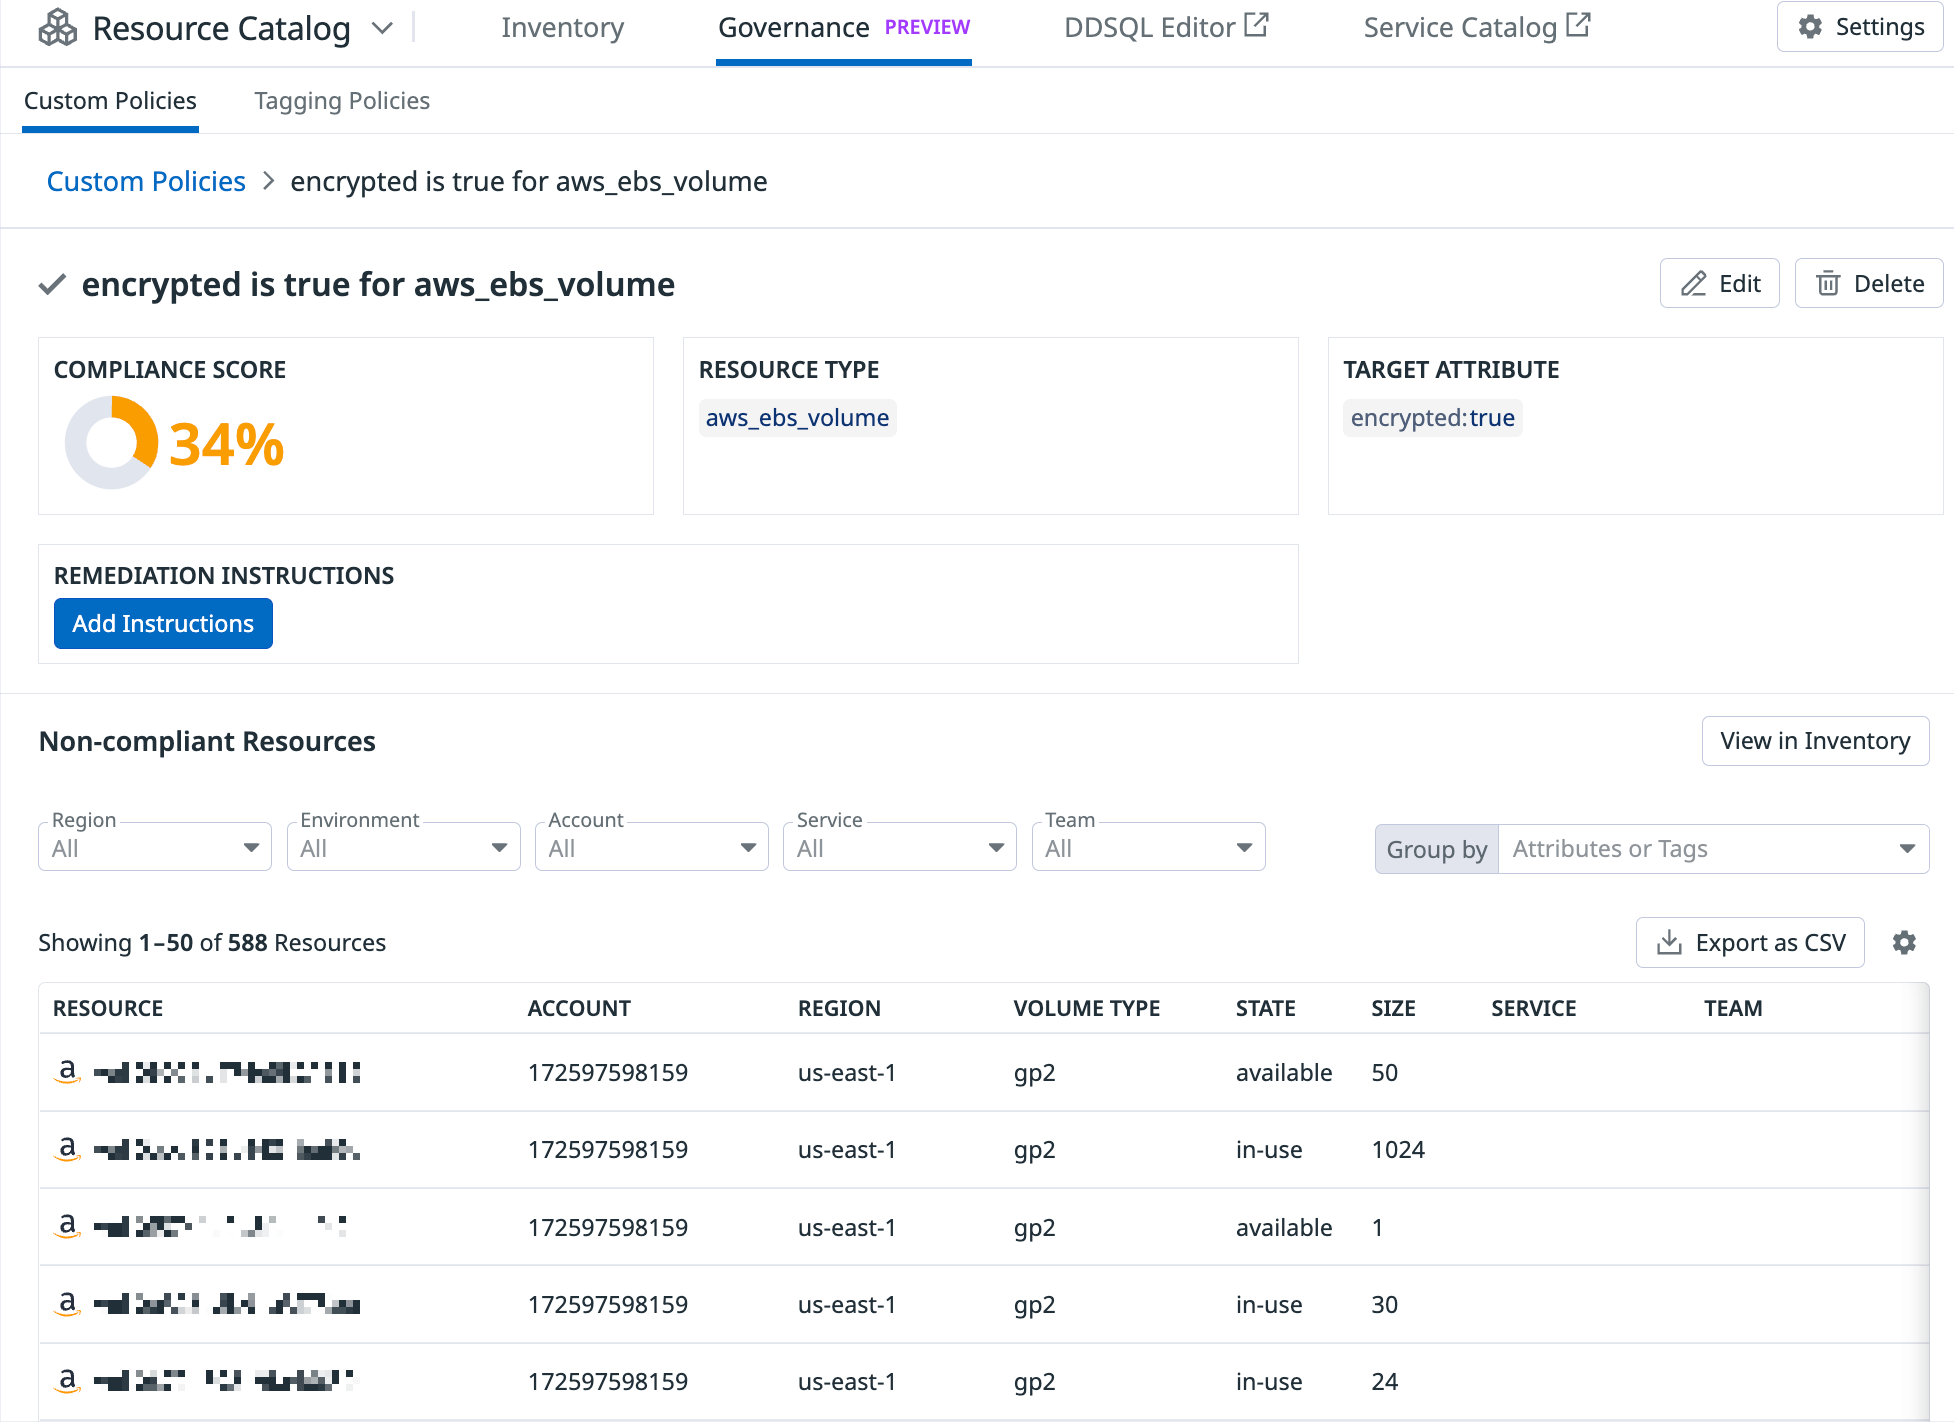 Resource Catalog Inventory Governance PREVIEW DDSQL Editor Service Catalog Settings
Custom Policies Tagging Policies
Custom Policies > encrypted is true for aws_ebs_volume
encrypted is true for aws_ebs_volume Edit Delete
COMPLIANCE SCORE RESOURCE TYPE TARGET ATTRIBUTE
34% aws_ebs_volume encrypted:true
REMEDIATION INSTRUCTIONS
Add Instructions
Non-compliant Resources View in Inventory
Region Environment Account Service Team
All All All All All Group by Attributes or Tags
Showing 1–50 of 588 Resources Export as CSV
RESOURCE ACCOUNT REGION VOLUME TYPE STATE SIZE SERVICE TEAM
172597598159 us-east-1 gp2 available 50
172597598159 us-east-1 gp2 in-use 1024
172597598159 us-east-1 gp2 available 1
172597598159 us-east-1 gp2 in-use 30
172597598159 us-east-1 gp2 in-use 24